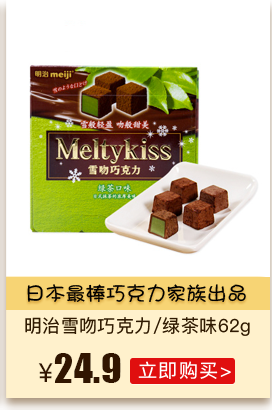 明治 meiji
雪般轻盈 吻般甜美
Meltykiss
雪吻巧克力
绿茶口味
日本最棒巧克力家族出品
明治雪吻巧克力/绿茶味62g
¥24.9 立即购买>